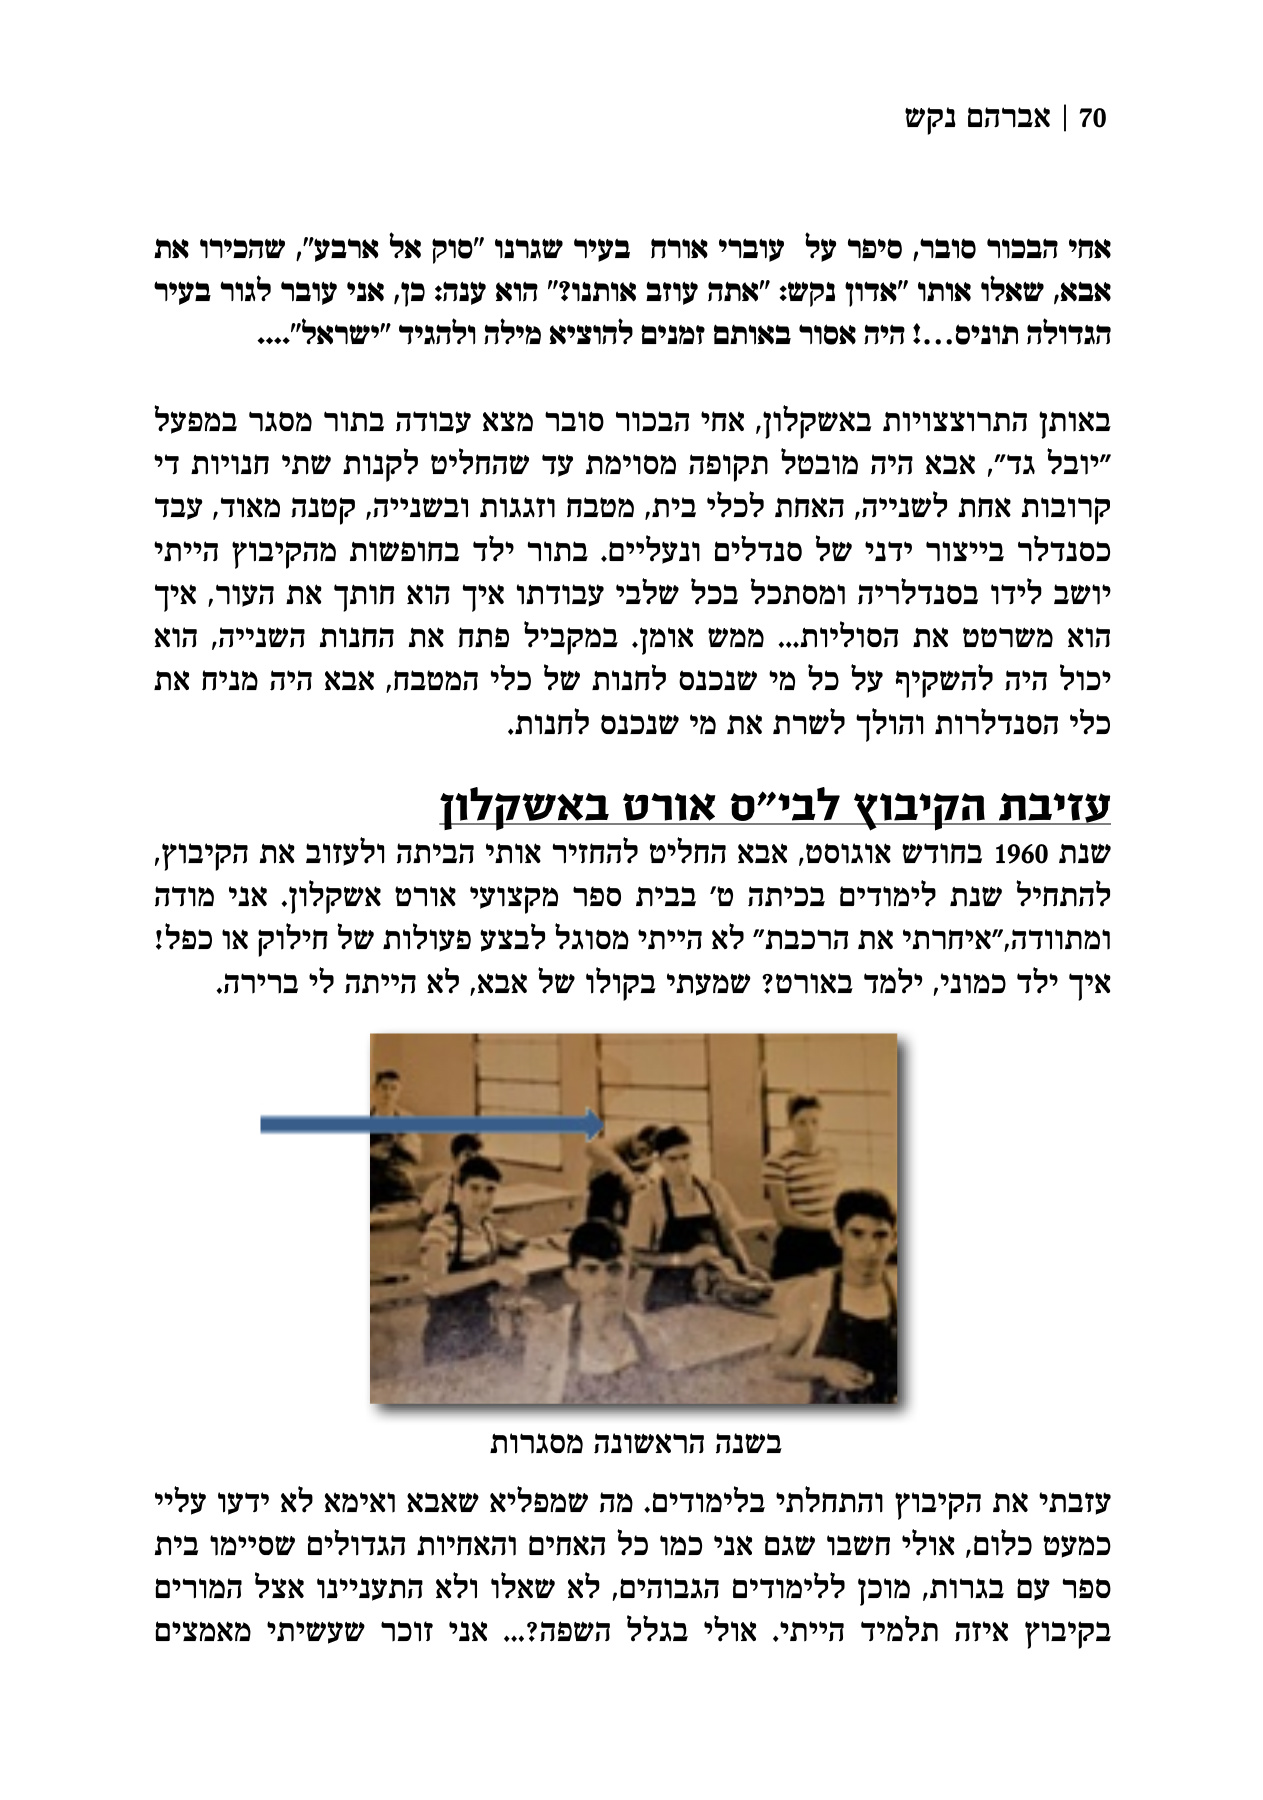 70 | אברהם נקש
אחי הבכור סובר, סיפר על עוברי אורח בעיר שגרנו "סוק אל ארבע", שהכירו את
אבא, שאלו אותו "אדון נקש: "אתה עוזב אותנו?" הוא ענה: כן, אני עובר לגור בעיר
הגדולה תוניס...! היה אסור באותם זמנים להוציא מילה ולהגיד "ישראל"....
באותן התרוצצויות באשקלון, אחי הבכור סובר מצא עבודה בתור מסגר במפעל
"יובל גד", אבא היה מובטל תקופה מסוימת עד שהחליט לקנות שתי חנויות די
קרובות אחת לשנייה, האחת לכלי בית, מטבח וזגגות ובשנייה, קטנה מאוד, עבד
כסנדלר בייצור ידני של סנדלים ונעליים. בתור ילד בחופשות מהקיבוץ הייתי
יושב לידו בסנדלריה ומסתכל בכל שלבי עבודתו איך הוא חותך את העור, איך
הוא משרטט את הסוליות... ממש אומן. במקביל פתח את החנות השנייה, הוא
יכול היה להשקיף על כל מי שנכנס לחנות של כלי המטבח, אבא היה מניח את
כלי הסנדלרות והולך לשרת את מי שנכנס לחנות.
עזיבת הקיבוץ לבי"ס אורט באשקלון
שנת 1960 בחודש אוגוסט, אבא החליט להחזיר אותי הביתה ולעזוב את הקיבוץ,
להתחיל שנת לימודים בכיתה ט' בבית ספר מקצועי אורט אשקלון. אני מודה
ומתוודה,"איחרתי את הרכבת" לא הייתי מסוגל לבצע פעולות של חילוק או כפל!
איך ילד כמוני, ילמד באורט? שמעתי בקולו של אבא, לא הייתה לי ברירה.
בשנה הראשונה מסגרות
עזבתי את הקיבוץ והתחלתי בלימודים. מה שמפליא שאבא ואימא לא ידעו עליי
כמעט כלום, אולי חשבו שגם אני כמו כל האחים והאחיות הגדולים שסיימו בית
ספר עם בגרות, מוכן ללימודים הגבוהים, לא שאלו ולא התעניינו אצל המורים
בקיבוץ איזה תלמיד הייתי. אולי בגלל השפה?... אני זוכר שעשיתי מאמצים